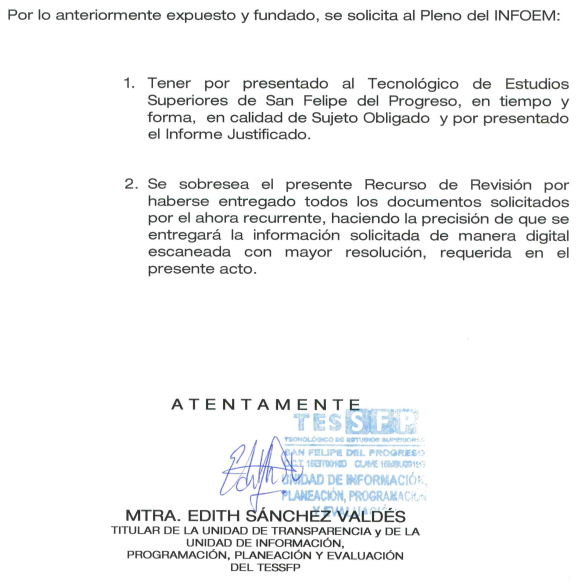 Por lo anteriormente expuesto y fundado, se solicita al Pleno del INFOEM:
1. Tener por presentado al Tecnológico de Estudios
Superiores de San Felipe del Progreso, en tiempo y
forma, en calidad de Sujeto Obligado y por presentado
el Informe Justificado.
2. Se sobresea el presente Recurso de Revisión por
haberse entregado todos los documentos solicitados
por el ahora recurrente, haciendo la precisión de que se
entregará la información solicitada de manera digital
escaneada con mayor resolución, requerida en el
presente acto.
ATENTAMENTE
TESSFP
TECNOLÓGICO DE ESTUDIOS SUPERIORES
SAN FELIPE DEL PROGRESO
C.T. CLAVE
UNIDAD DE INFORMACIÓN,
PLANEACIÓN, PROGRAMACIÓN
Y EVALUACIÓN
MTRA. EDITH SÁNCHEZ VALDÉS
TITULAR DE LA UNIDAD DE TRANSPARENCIA y DE LA
UNIDAD DE INFORMACIÓN,
PROGRAMACIÓN, PLANEACIÓN Y EVALUACIÓN
DEL TESSFP